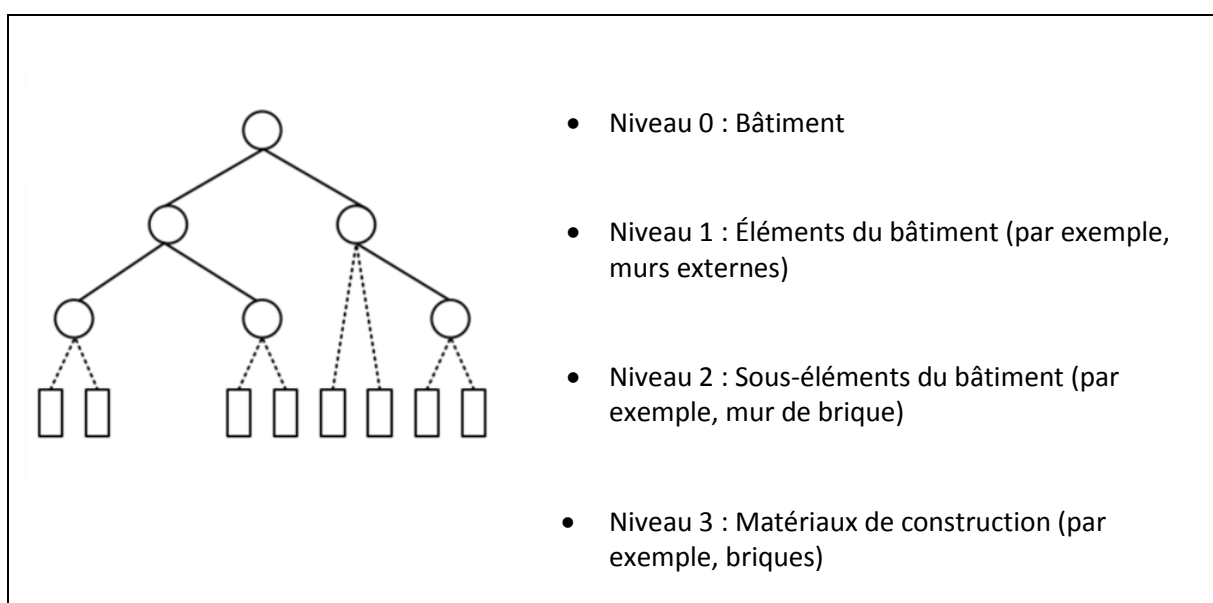 • Niveau 0 : Bâtiment
• Niveau 1 : Éléments du bâtiment (par exemple,
murs externes)
• Niveau 2 : Sous-éléments du bâtiment (par
exemple, mur de brique)
• Niveau 3 : Matériaux de construction (par
exemple, briques)